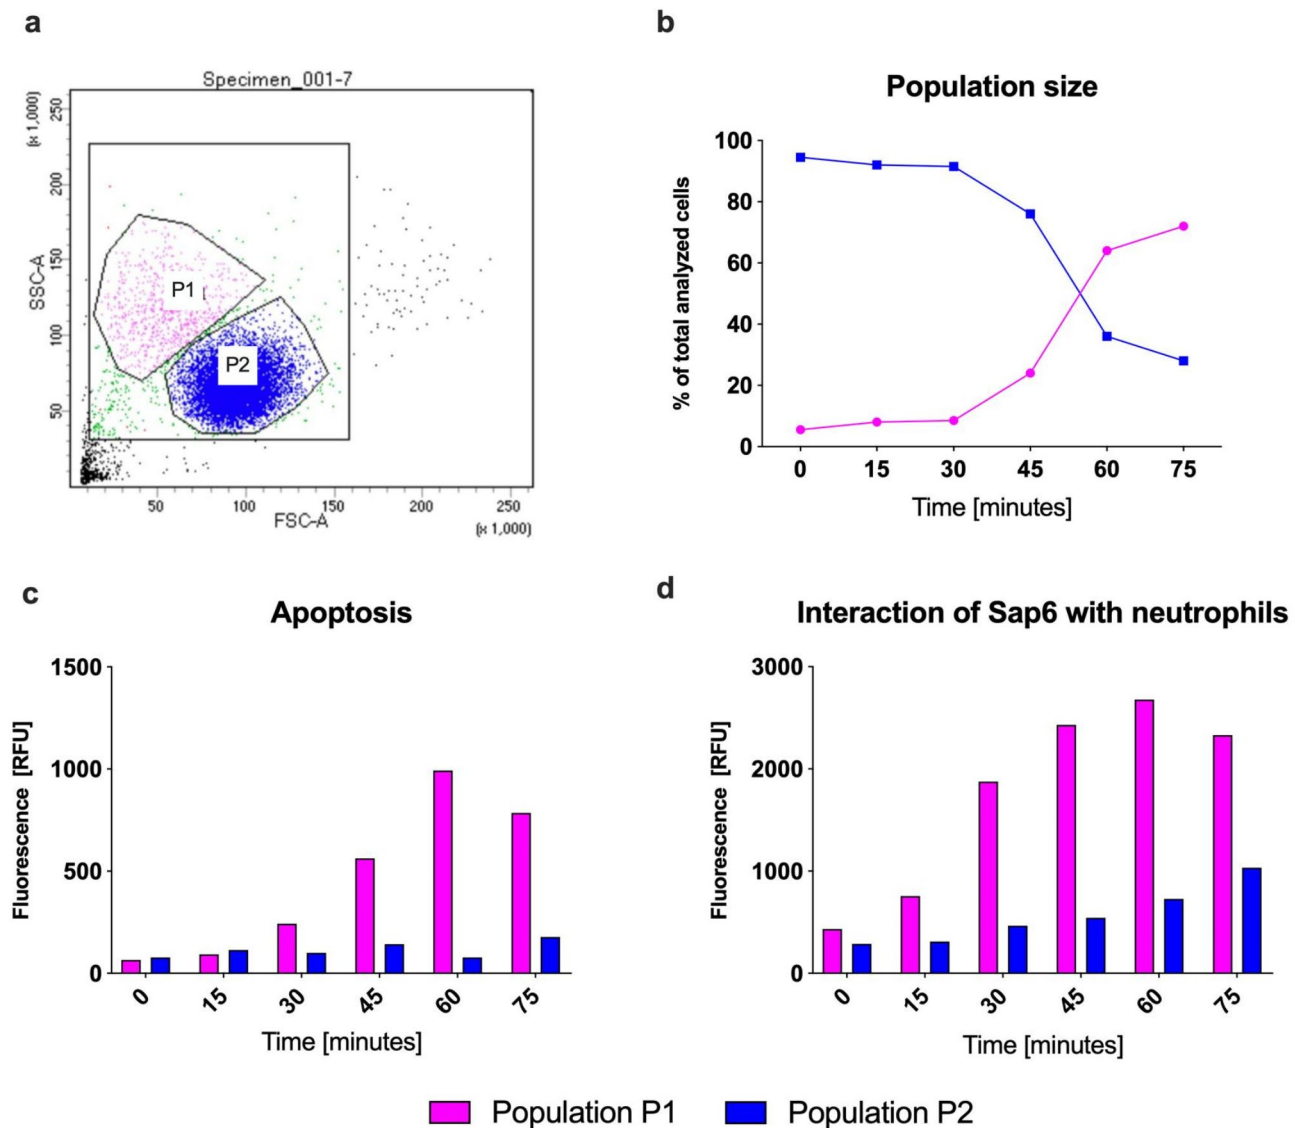 a
Specimen_001-7
(x 1,000)
250
200
150
100
50
SSC-A
P1
P2
50
100
150
200
250
FSC-A
(x 1,000)
b
Population size
100
80
60
40
20
0
% of total analyzed cells
0
15
30
45
60
75
Time [minutes]
c
Apoptosis
1500
1000
500
0
Fluorescence [RFU]
0
15
30
45
60
75
Time [minutes]
d
Interaction of Sap6 with neutrophils
3000
2000
1000
0
Fluorescence [RFU]
0
15
30
45
60
75
Time [minutes]
Population P1
Population P2